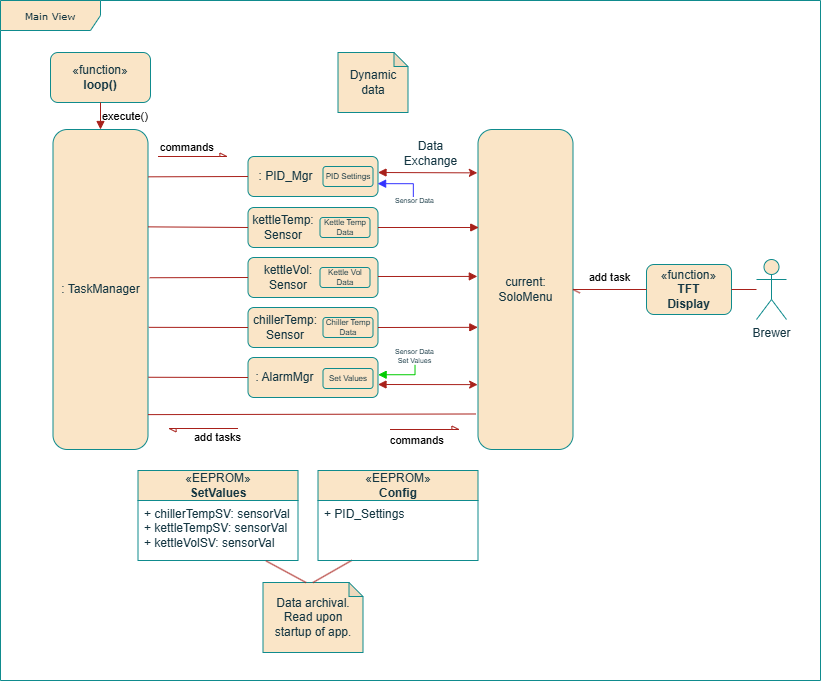 Main View
«function»
loop()
execute()
Dynamic
data
commands
Data
Exchange
: PID_Mgr
PID Settings
Sensor Data
kettleTemp:
Sensor
Kettle Temp
Data
kettleVol:
Sensor
Kettle Vol
Data
: TaskManager
current:
SoloMenu
add task
«function»
TFT
Display
Brewer
chillerTemp:
Sensor
Chiller Temp
Data
Sensor Data
Set Values
: AlarmMgr
Set Values
add tasks
commands
«EEPROM»
SetValues
+ chillerTempSV: sensorVal
+ kettleTempSV: sensorVal
+ kettleVolSV: sensorVal
«EEPROM»
Config
+ PID_Settings
Data archival.
Read upon
startup of app.